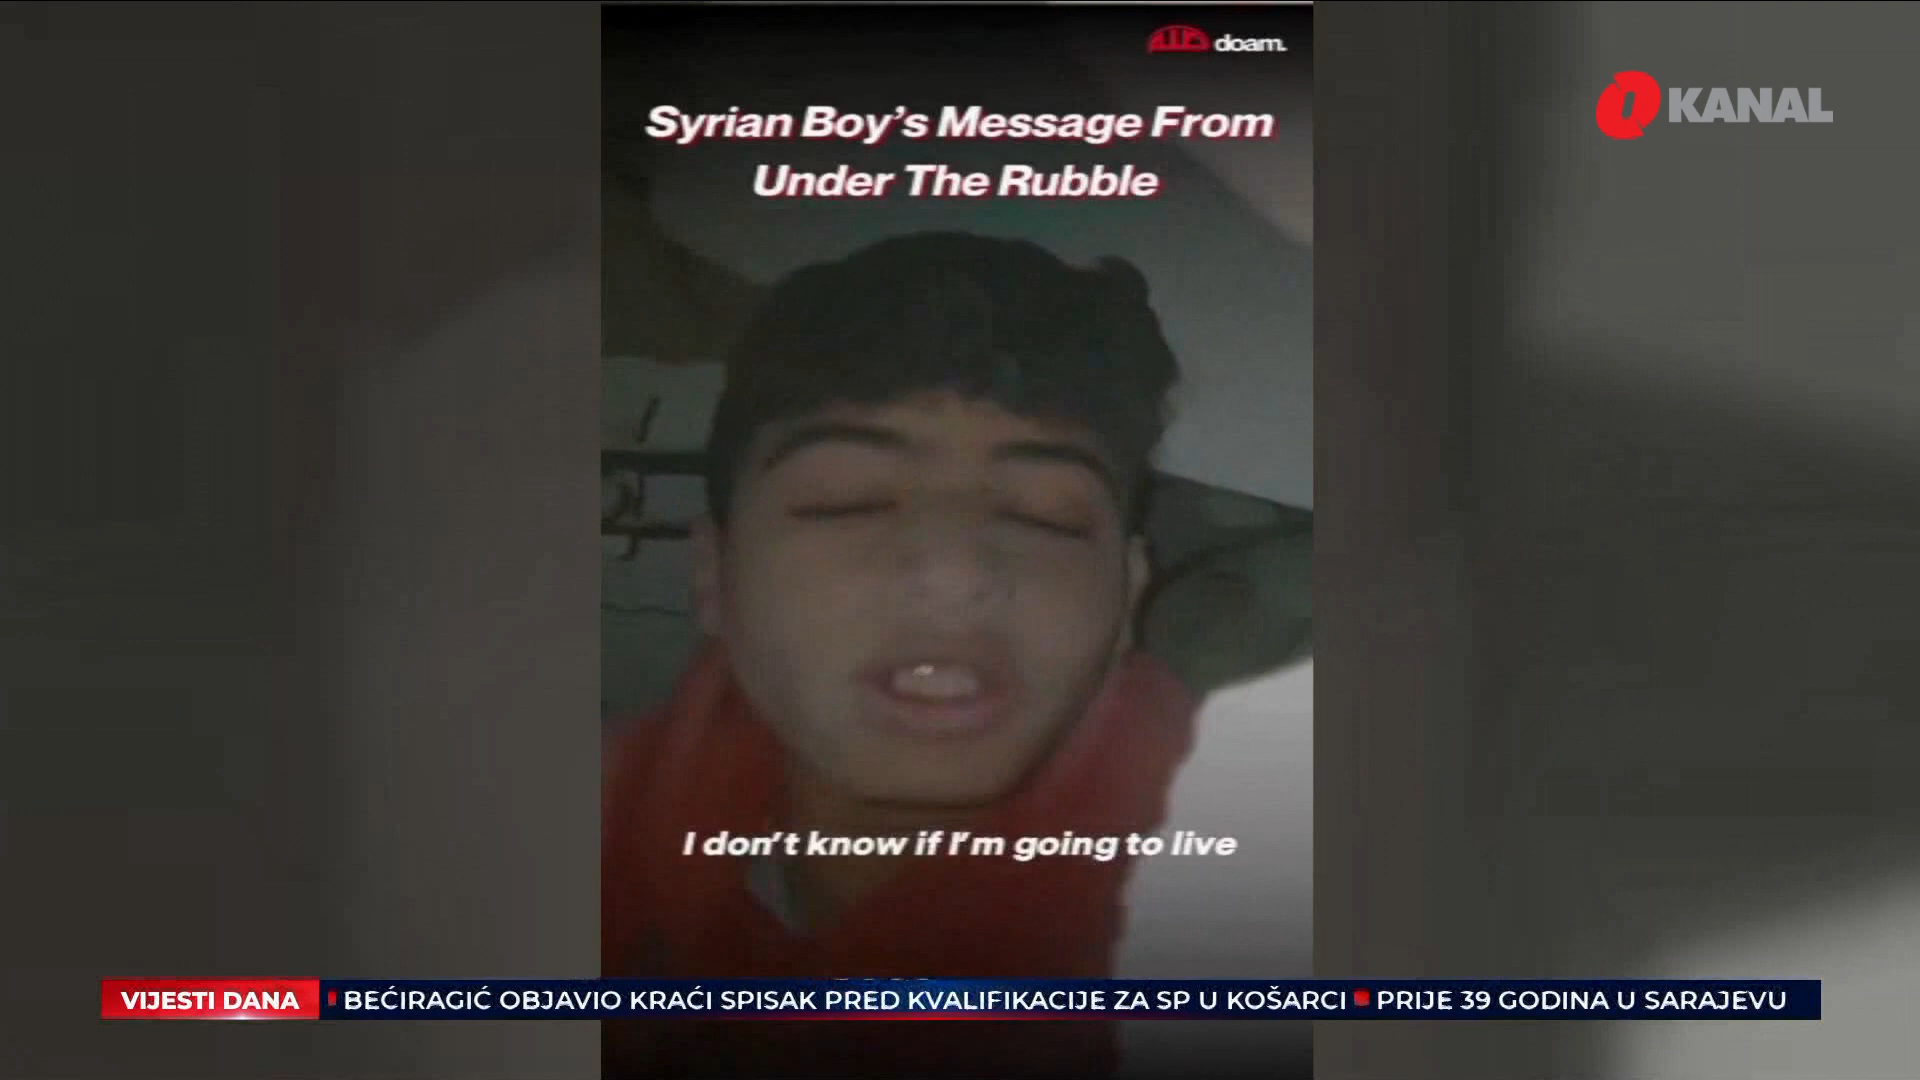 doam.
KANAL
Syrian Boy's Message From
Under The Rubble
I don't know if I'm going to live
VIJESTI DANA
BEĆIRAGIĆ OBJAVIO KRAĆI SPISAK PRED KVALIFIKACIJE ZA SP U KOŠARCI
PRIJE 39 GODINA U SARAJEVU